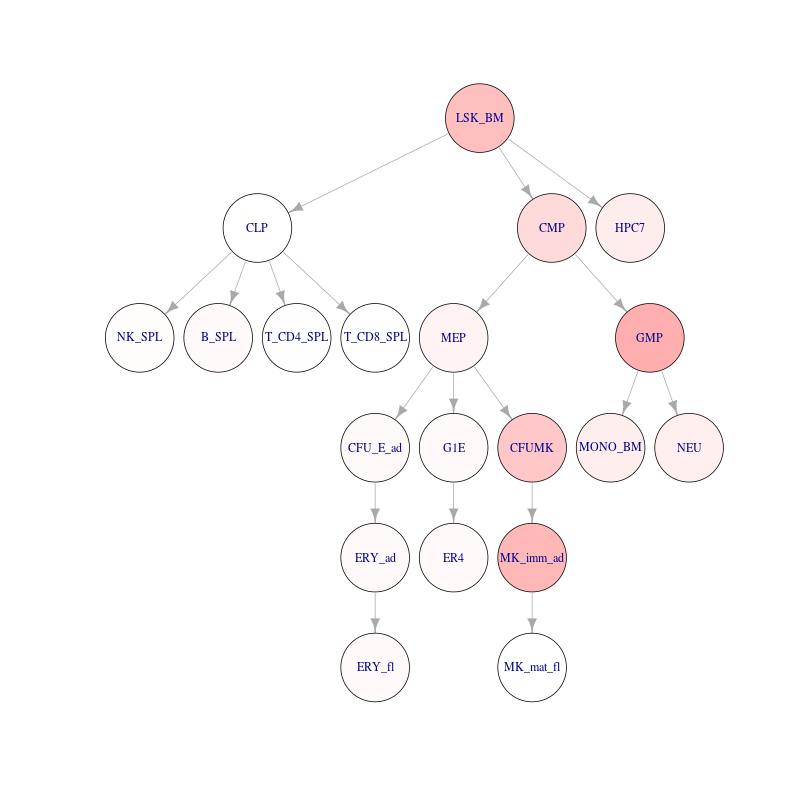 LSK_BM
CLP
CMP
HPC7
NK_SPL
B_SPL
T_CD4_SPL
T_CD8_SPL
MEP
GMP
CFU_E_ad
G1E
CFUMK
MONO_BM
NEU
ERY_ad
ER4
MK_imm_ad
ERY_fl
MK_mat_fl